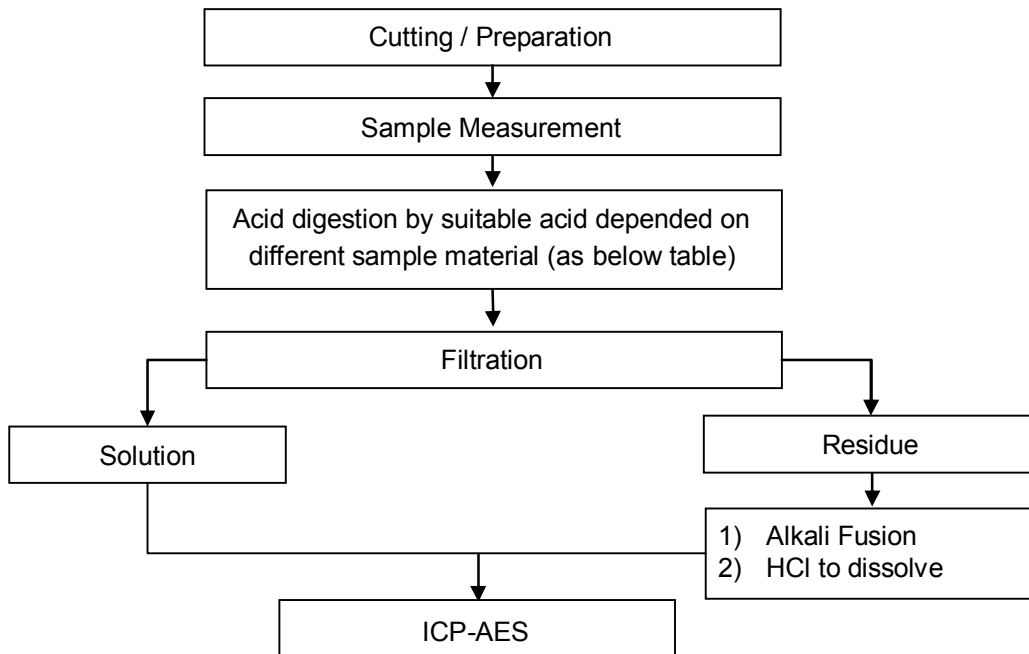 Cutting / Preparation
Sample Measurement
Acid digestion by suitable acid depended on
different sample material (as below table)
Filtration
Solution
Residue
1) Alkali Fusion
2) HCl to dissolve
ICP-AES